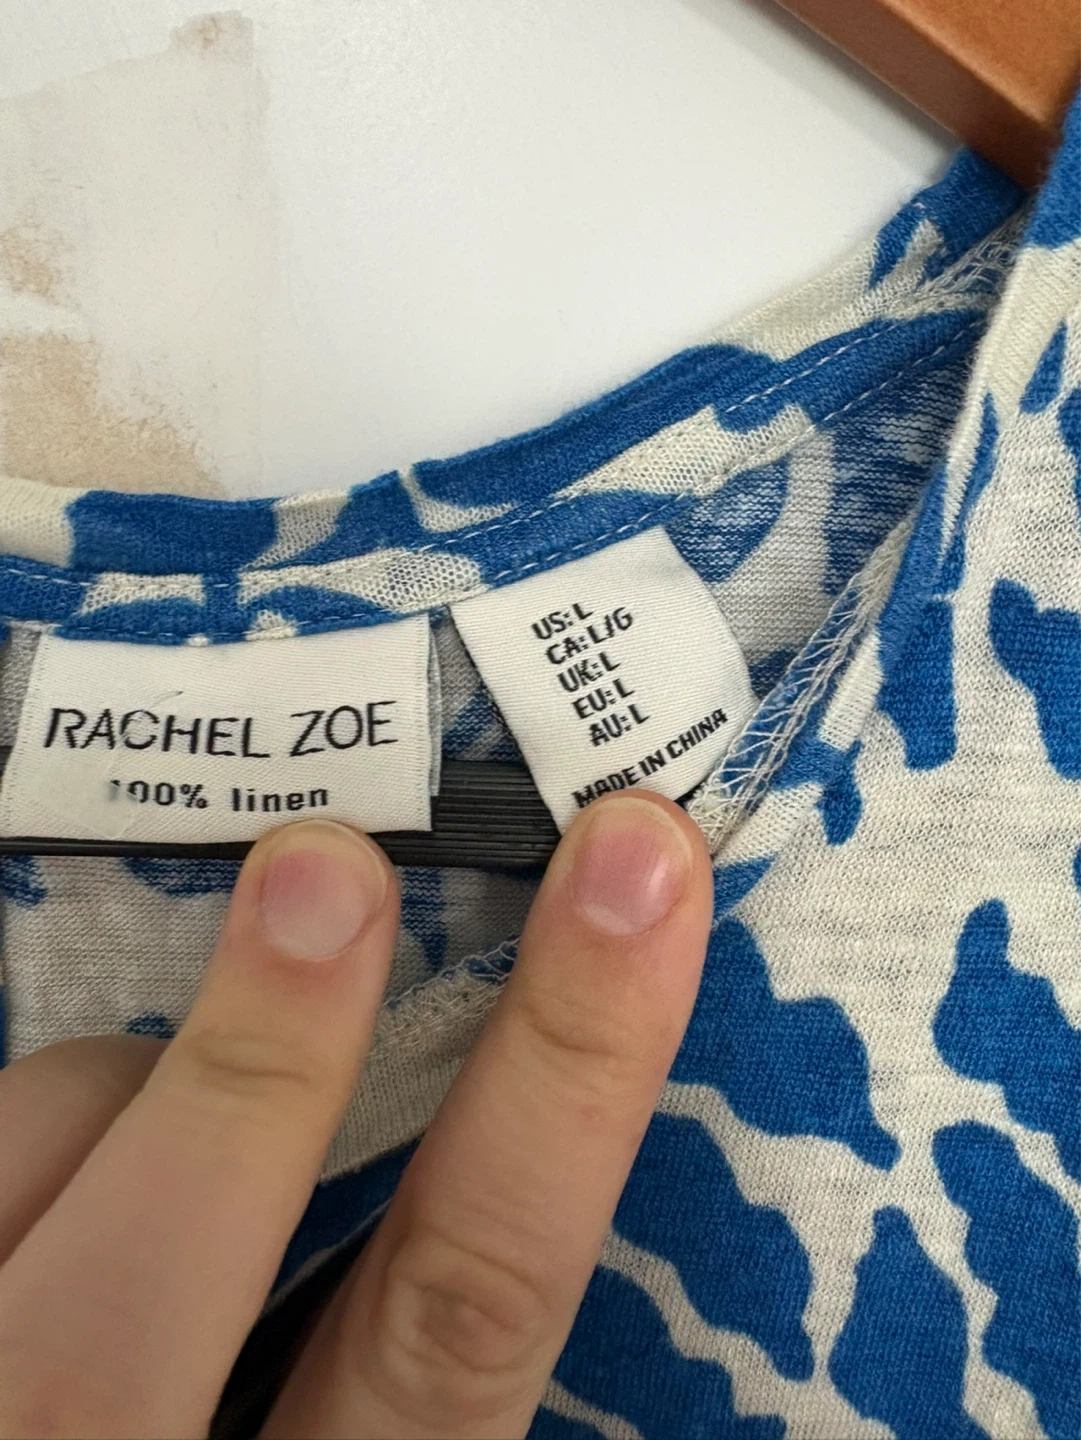 RACHEL ZOE
100% linen
US: L
CA: L/G
UK: L
EU: L
AU: L
MADE IN CHINA